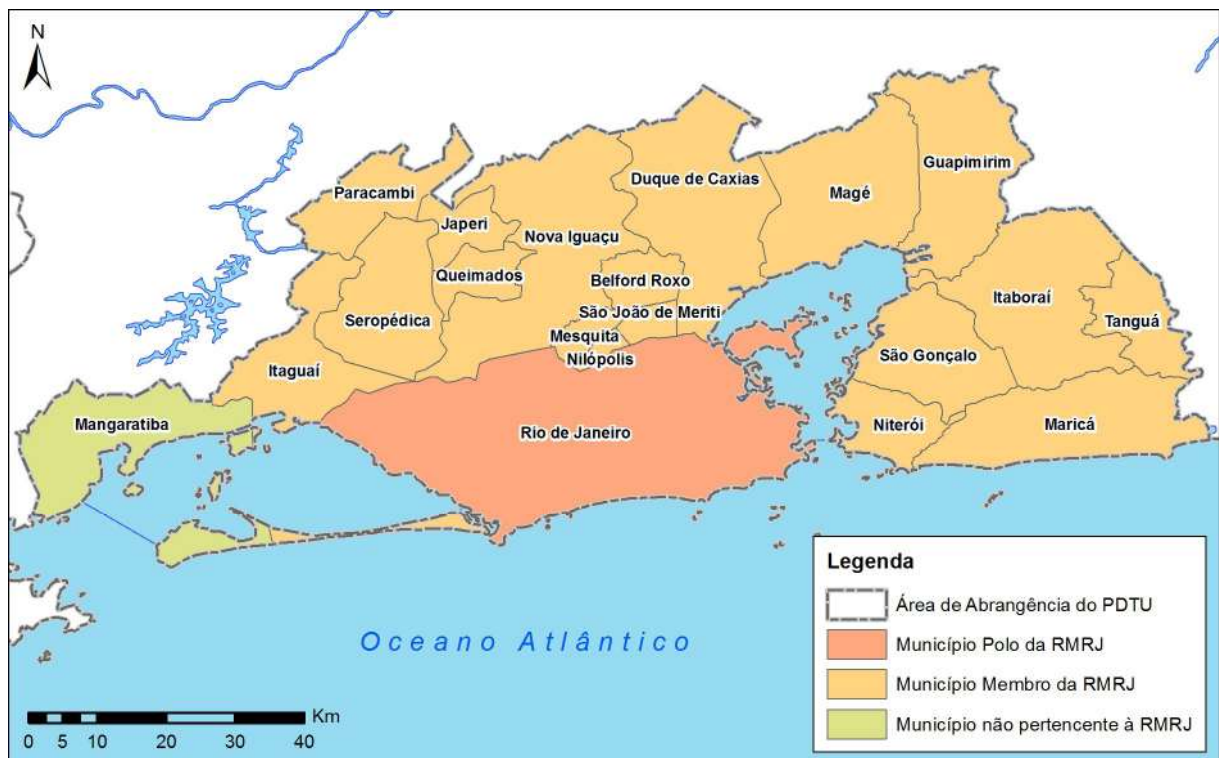 N
Guapimirim
Duque de Caxias
Magé
Paracambi
Japeri
Nova Iguaçu
Queimados
Belford Roxo
Itaboraí
São João de Meriti
Seropédica
Tanguá
Mesquita
São Gonçalo
Nilópolis
Itaguaí
Mangaratiba
Rio de Janeiro
Niterói
Maricá
Oceano Atlântico
Km
0 5 10 20 30 40
Legenda
Área de Abrangência do PDTU
Município Polo da RMRJ
Município Membro da RMRJ
Município não pertencente à RMRJ